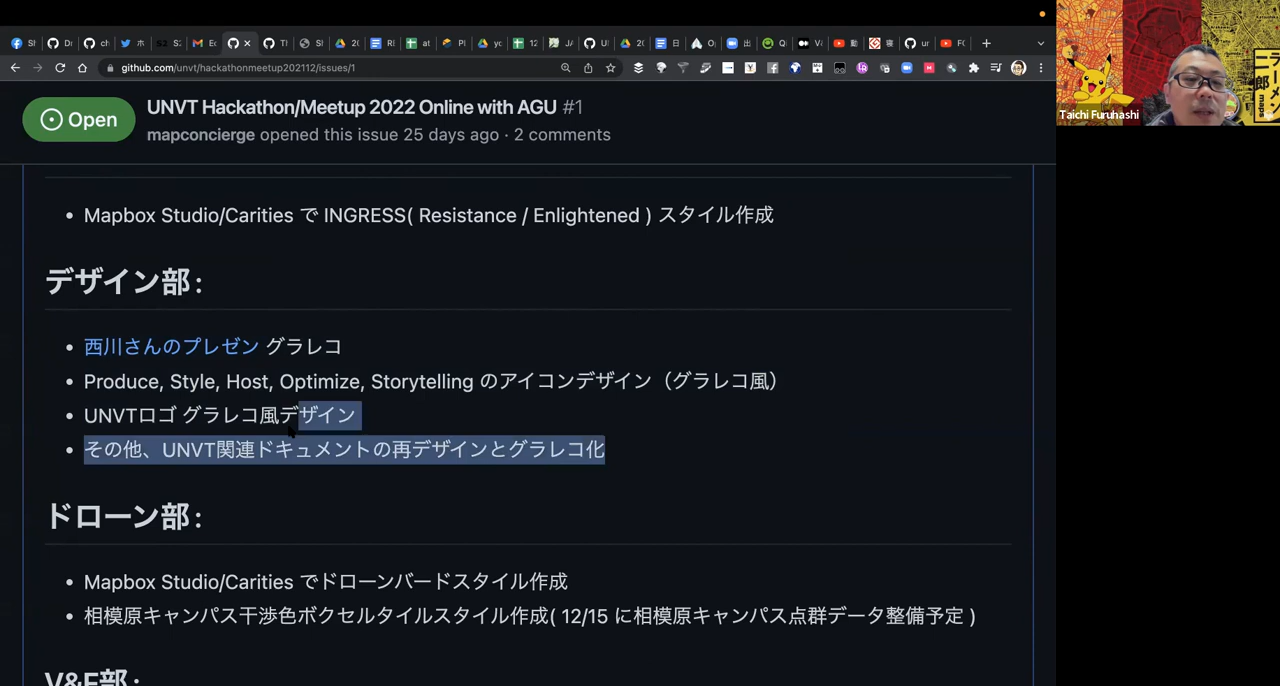 github.com/unvt/hackathonmeetup202112/issues/1
Open
UNVT Hackathon/Meetup 2022 Online with AGU #1
mapconcierge opened this issue 25 days ago · 2 comments
Mapbox Studio/Carities で INGRESS( Resistance / Enlightened ) スタイル作成
デザイン部:
西川さんのプレゼン グラレコ
Produce, Style, Host, Optimize, Storytelling のアイコンデザイン（グラレコ風）
UNVTロゴ グラレコ風デザイン
その他、UNVT関連ドキュメントの再デザインとグラレコ化
ドローン部:
Mapbox Studio/Carities でドローンバードスタイル作成
相模原キャンパス干渉色ボクセルタイルスタイル作成( 12/15 に相模原キャンパス点群データ整備予定 )
V&F部:
Taichi Furuhashi
ラーメン
二郎